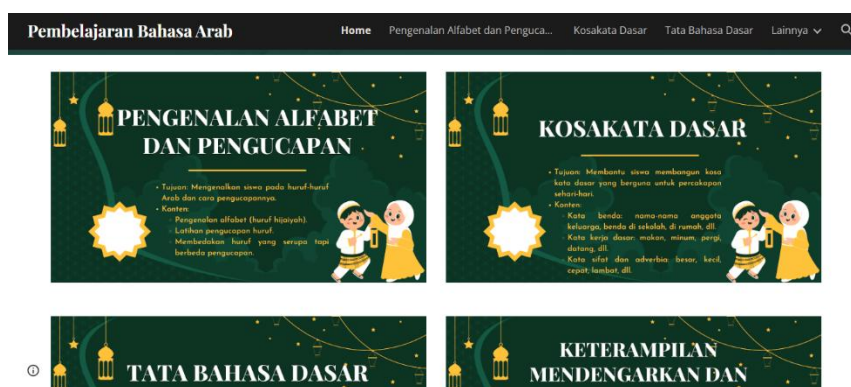 Pembelajaran Bahasa Arab
Home Pengenalan Alfabet dan Penguca... Kosakata Dasar Tata Bahasa Dasar Lainnya
PENGENALAN ALFABET
DAN PENGUCAPAN
• Tujuan: Mengenalkan siswa pada huruf-huruf
Arab dan cara pengucapannya.
• Konten:
◦ Pengenalan alfabet (huruf hijaiyah).
◦ Latihan pengucapan huruf.
◦ Membedakan huruf yang serupa tapi
berbeda pengucapan.
KOSAKATA DASAR
• Tujuan: Membantu siswa membangun kosa
kata dasar yang berguna untuk percakapan
sehari-hari.
• Konten:
◦ Kata benda: nama-nama anggota
keluarga, benda di sekolah, di rumah, dll.
◦ Kata kerja dasar: makan, minum, pergi,
datang, dll.
◦ Kata sifat dan adverbia: besar, kecil,
cepat, lambat, dll.
TATA BAHASA DASAR
KETERAMPILAN
MENDENGARKAN DAN